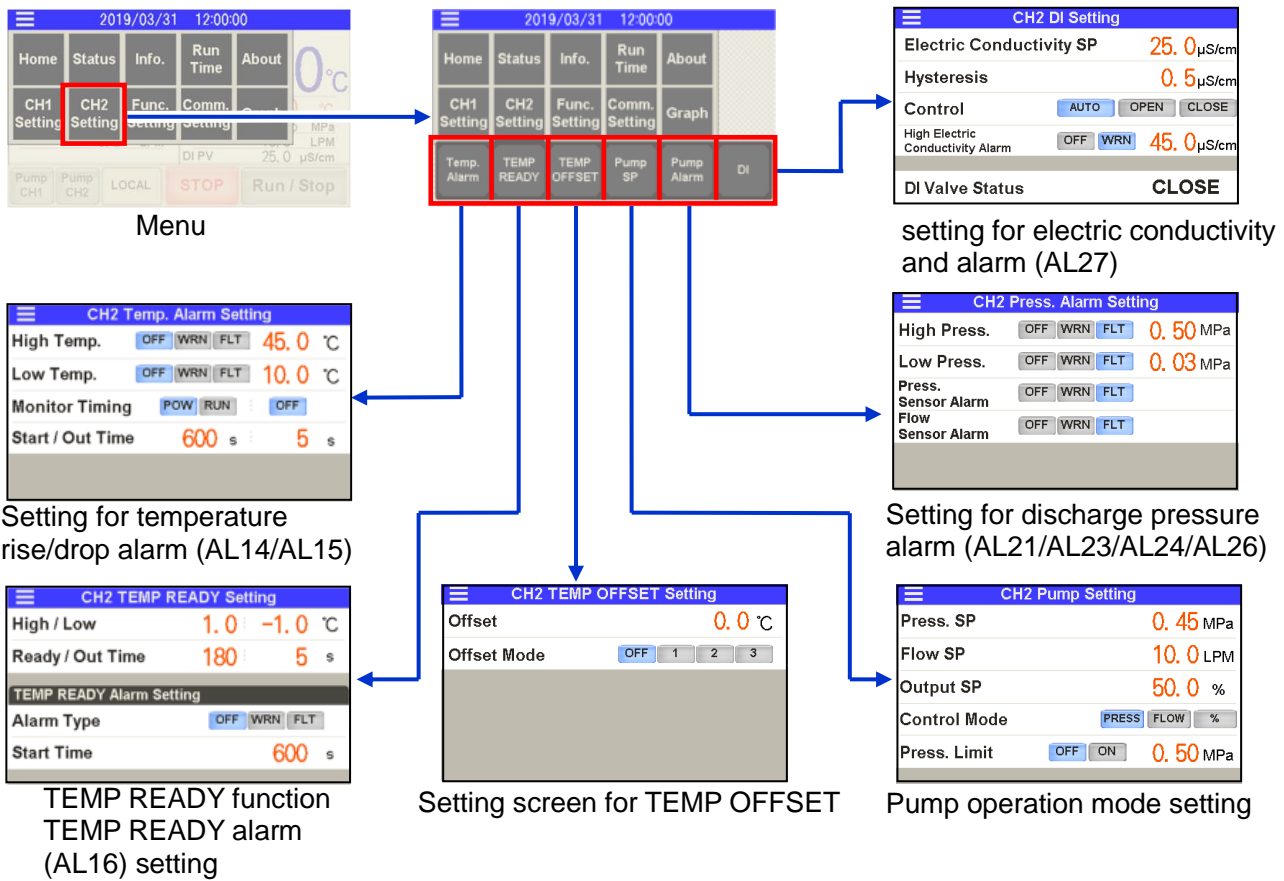 2019/03/31 12:00:00
Home Status Info. Run Time About
CH1 Setting CH2 Setting Func. Setting Comm. Setting
0 ℃
MPa
LPM
DI PV 25. 0 μS/cm
Pump CH1 Pump CH2 LOCAL STOP Run / Stop
Menu
2019/03/31 12:00:00
Home Status Info. Run Time About
CH1 Setting CH2 Setting Func. Setting Comm. Setting Graph
Temp. Alarm TEMP READY TEMP OFFSET Pump SP Pump Alarm DI
CH2 DI Setting
Electric Conductivity SP 25. 0 μS/cm
Hysteresis 0. 5 μS/cm
Control AUTO OPEN CLOSE
High Electric
Conductivity Alarm OFF WRN 45. 0 μS/cm
DI Valve Status CLOSE
setting for electric conductivity
and alarm (AL27)
CH2 Temp. Alarm Setting
High Temp. OFF WRN FLT 45. 0 ℃
Low Temp. OFF WRN FLT 10. 0 ℃
Monitor Timing POW RUN OFF
Start / Out Time 600 s 5 s
Setting for temperature
rise/drop alarm (AL14/AL15)
CH2 Press. Alarm Setting
High Press. OFF WRN FLT 0. 50 MPa
Low Press. OFF WRN FLT 0. 03 MPa
Press.
Sensor Alarm OFF WRN FLT
Flow
Sensor Alarm OFF WRN FLT
Setting for discharge pressure
alarm (AL21/AL23/AL24/AL26)
CH2 TEMP READY Setting
High / Low 1. 0 -1. 0 ℃
Ready / Out Time 180 5 s
TEMP READY Alarm Setting
Alarm Type OFF WRN FLT
Start Time 600 s
TEMP READY function
TEMP READY alarm
(AL16) setting
CH2 TEMP OFFSET Setting
Offset 0. 0 ℃
Offset Mode OFF 1 2 3
Setting screen for TEMP OFFSET
CH2 Pump Setting
Press. SP 0. 45 MPa
Flow SP 10. 0 LPM
Output SP 50. 0 %
Control Mode PRESS FLOW %
Press. Limit OFF ON 0. 50 MPa
Pump operation mode setting